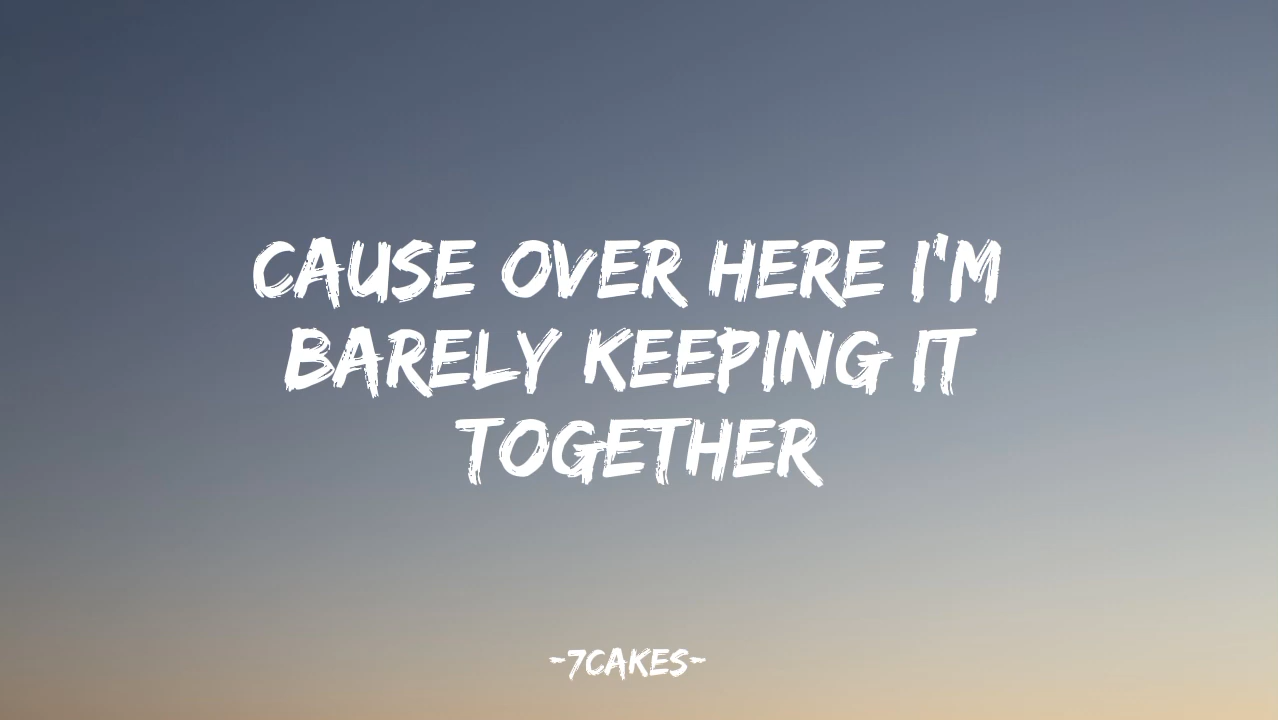 CAUSE OVER HERE I'M
BARELY KEEPING IT
TOGETHER
-7CAKES-